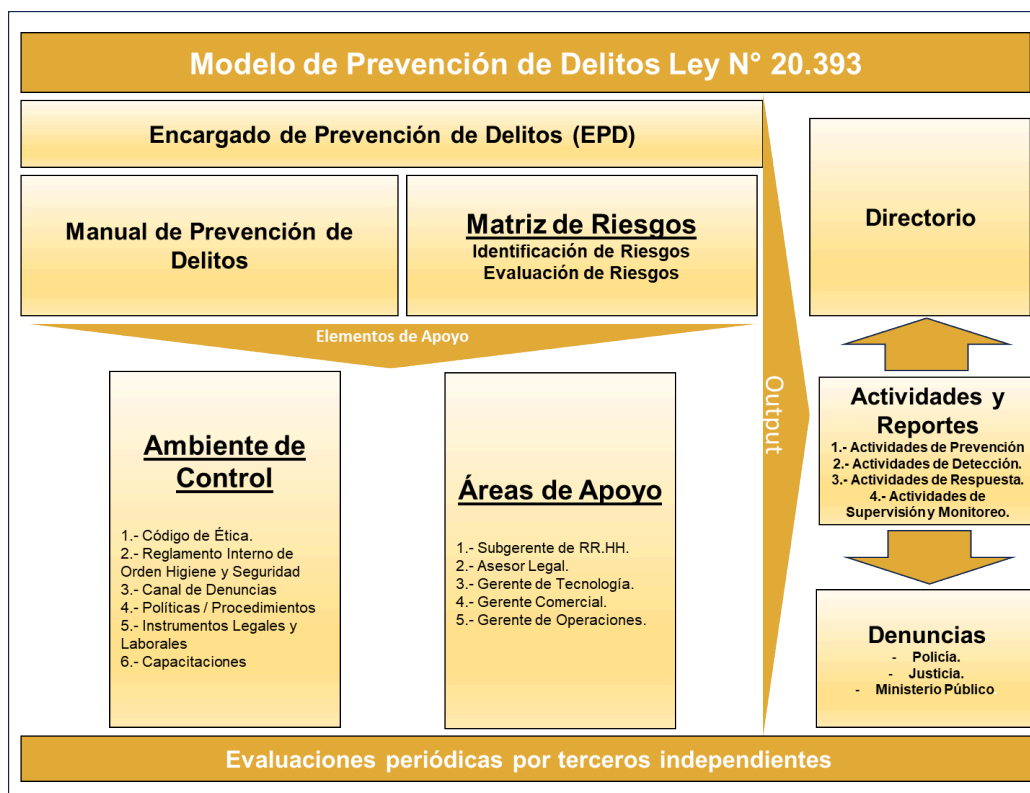 Modelo de Prevención de Delitos Ley N° 20.393
Encargado de Prevención de Delitos (EPD)
Manual de Prevención de
Delitos
Matriz de Riesgos
Identificación de Riesgos
Evaluación de Riesgos
Elementos de Apoyo
Ambiente de
Control
1.- Código de Ética.
2.- Reglamento Interno de
Orden Higiene y Seguridad
3.- Canal de Denuncias
4.- Políticas / Procedimientos
5.- Instrumentos Legales y
Laborales
6.- Capacitaciones
Áreas de Apoyo
1.- Subgerente de RR.HH.
2.- Asesor Legal.
3.- Gerente de Tecnología.
4.- Gerente Comercial.
5.- Gerente de Operaciones.
Output
Directorio
Actividades y
Reportes
1.- Actividades de Prevención
2.- Actividades de Detección.
3.- Actividades de Respuesta.
4.- Actividades de
Supervisión y Monitoreo.
Denuncias
- Policía.
- Justicia.
- Ministerio Público
Evaluaciones periódicas por terceros independientes